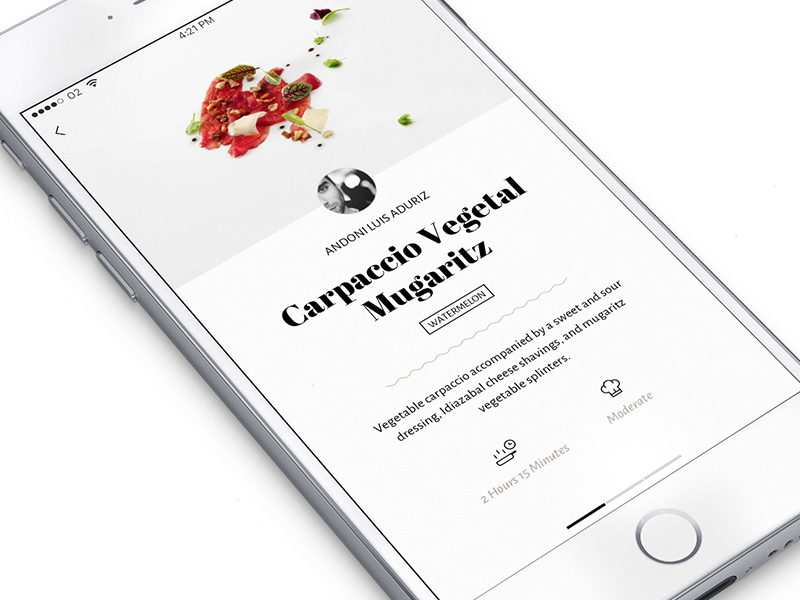 O2
4:21 PM
ANDONI LUIS ADURIZ
Carpaccio Vegetal
Mugaritz
WATERMELON
Vegetable carpaccio accompanied by a sweet and sour
dressing, Idiazabal cheese shavings, and mugaritz
vegetable splinters.
2 Hours 15 Minutes
Moderate